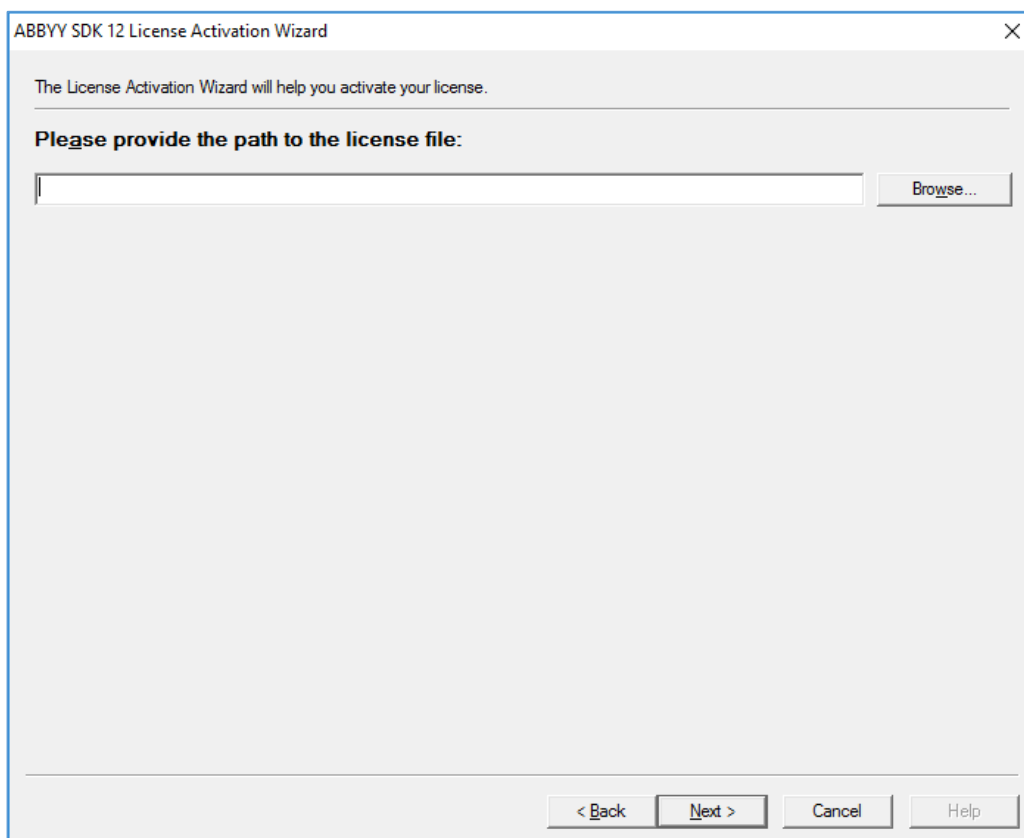 ABBYY SDK 12 License Activation Wizard
The License Activation Wizard will help you activate your license.
Please provide the path to the license file:
Browse...
< Back Next > Cancel Help